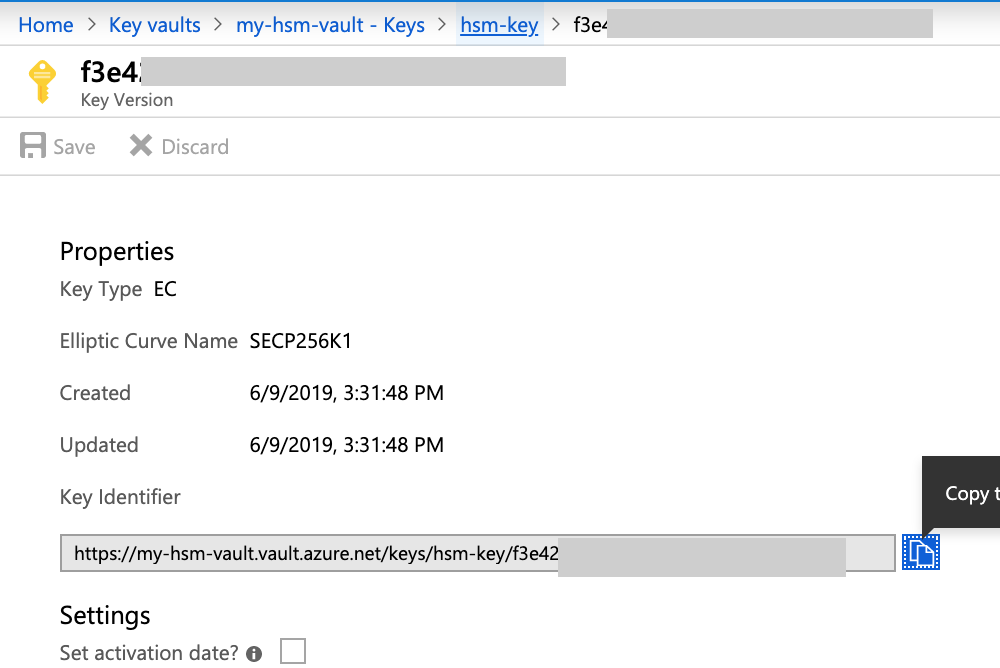 Home > Key vaults > my-hsm-vault - Keys > hsm-key > f3e4
f3e42
Key Version
Save Discard
Properties
Key Type EC
Elliptic Curve Name SECP256K1
Created 6/9/2019, 3:31:48 PM
Updated 6/9/2019, 3:31:48 PM
Key Identifier
Copy t
https://my-hsm-vault.vault.azure.net/keys/hsm-key/f3e42
Settings
Set activation date?